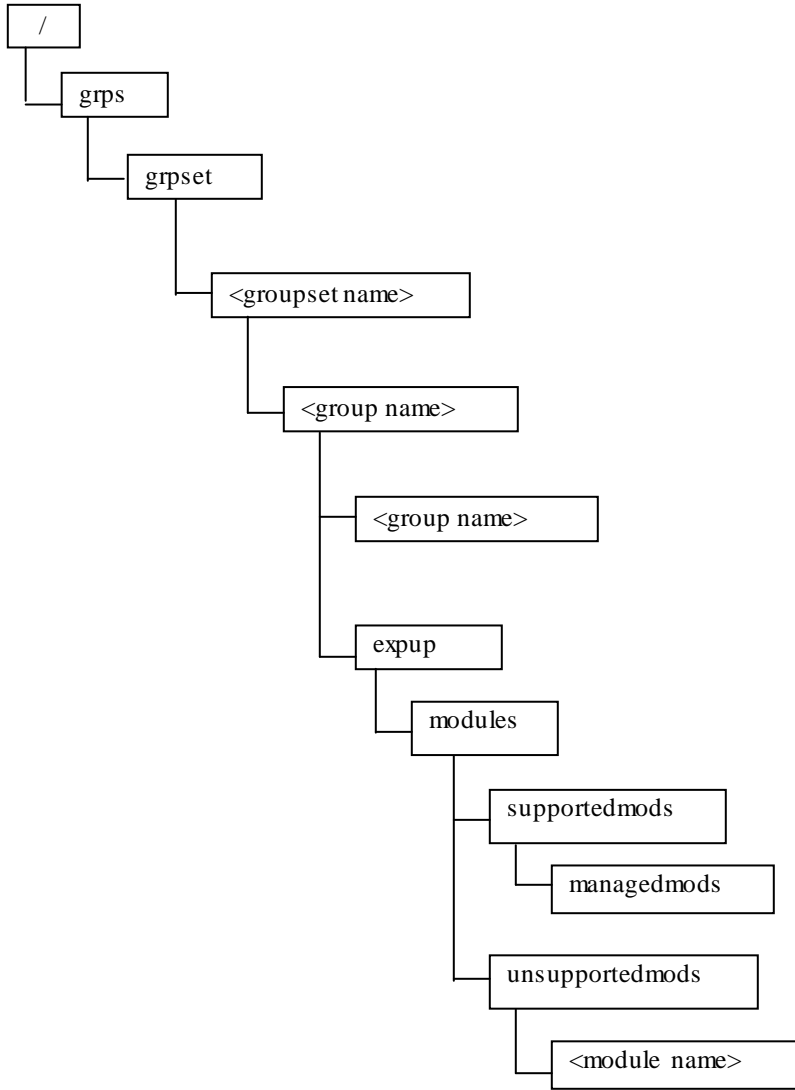 /
grps
grpset
<groupset name>
<group name>
<group name>
expup
modules
supportedmods
managedmods
unsupportedmods
<module name>